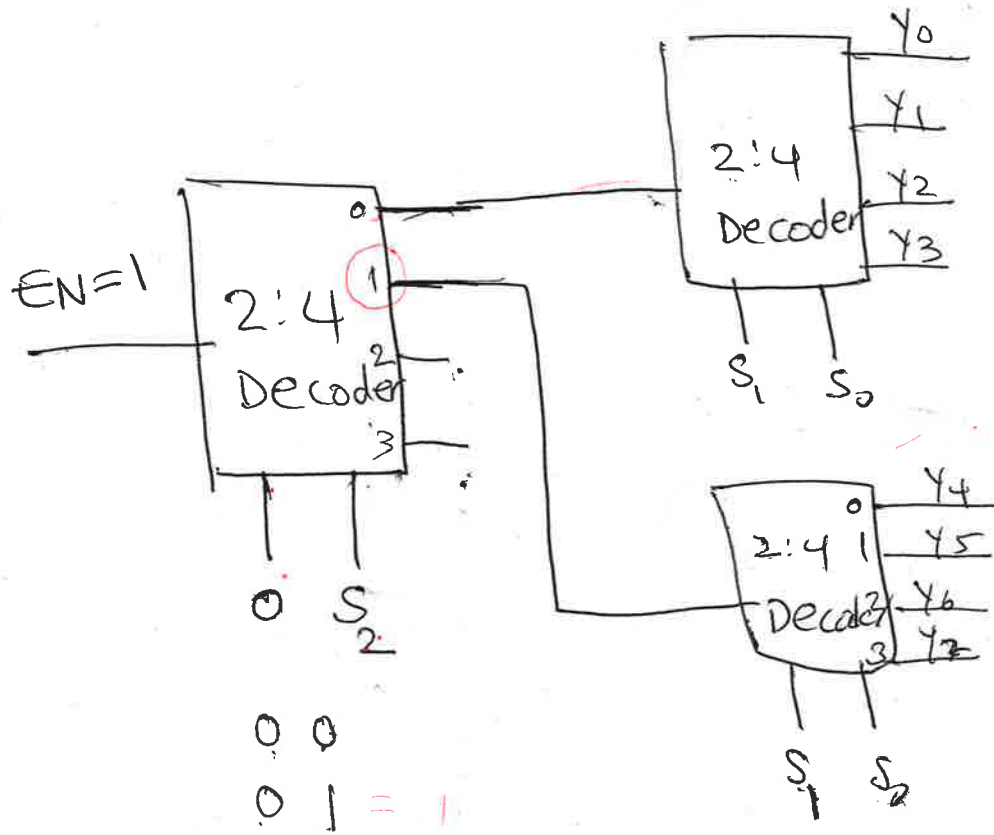 EN=1
2:4
Decoder
0
1
2
3
0 S2
0 0
0 1 = 1
2:4
Decoder
Y0
Y1
Y2
Y3
S1 S0
2:4
Decoder
0
1
2
3
Y4
Y5
Y6
Y7
S1 S0